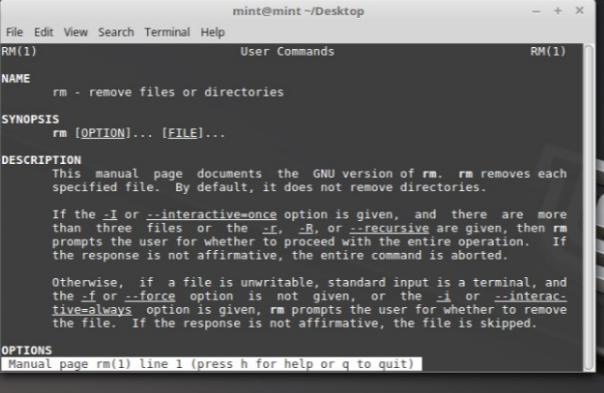 mint@mint ~/Desktop
File Edit View Search Terminal Help
RM(1) User Commands RM(1)
NAME
rm - remove files or directories
SYNOPSIS
rm [OPTION]... [FILE]...
DESCRIPTION
This manual page documents the GNU version of rm. rm removes each
specified file. By default, it does not remove directories.
If the -I or --interactive=once option is given, and there are more
than three files or the -r, -R, or --recursive are given, then rm
prompts the user for whether to proceed with the entire operation. If
the response is not affirmative, the entire command is aborted.
Otherwise, if a file is unwritable, standard input is a terminal, and
the -f or --force option is not given, or the -i or --interac-
tive=always option is given, rm prompts the user for whether to remove
the file. If the response is not affirmative, the file is skipped.
OPTIONS
Manual page rm(1) line 1 (press h for help or q to quit)